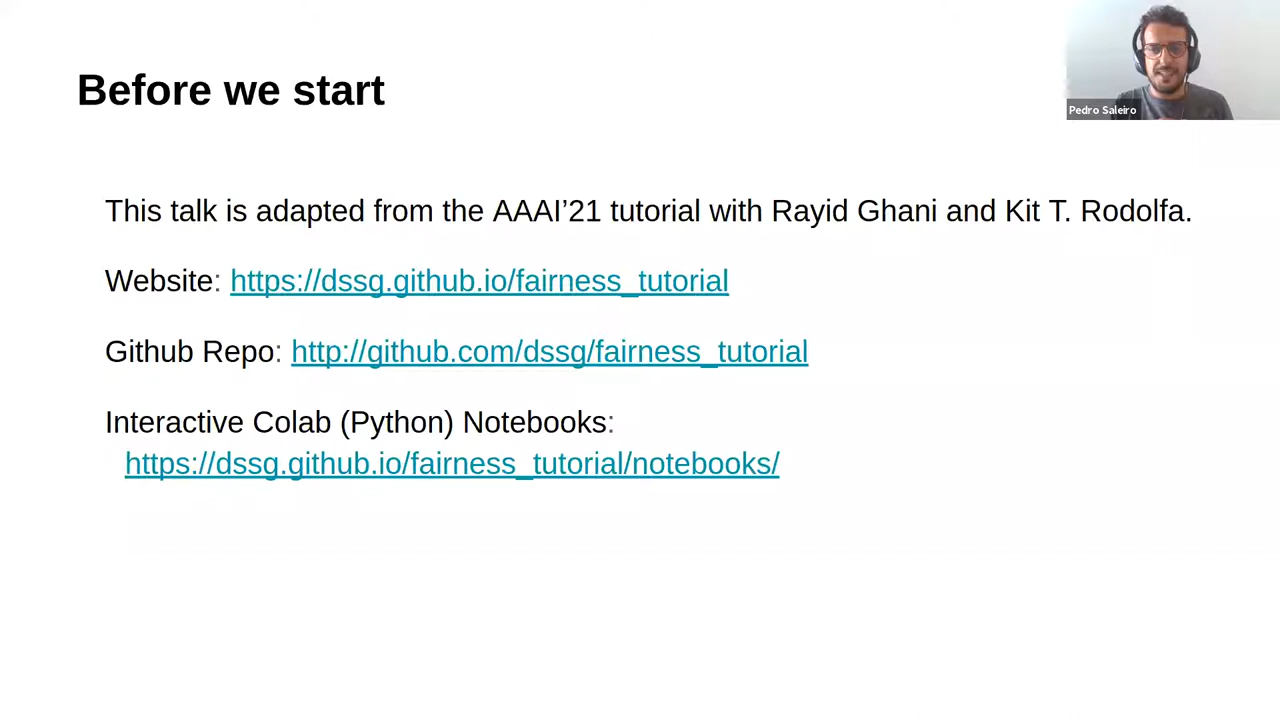 Before we start
Pedro Saleiro
This talk is adapted from the AAAI’21 tutorial with Rayid Ghani and Kit T. Rodolfa.
Website: https://dssg.github.io/fairness_tutorial
Github Repo: http://github.com/dssg/fairness_tutorial
Interactive Colab (Python) Notebooks:
https://dssg.github.io/fairness_tutorial/notebooks/